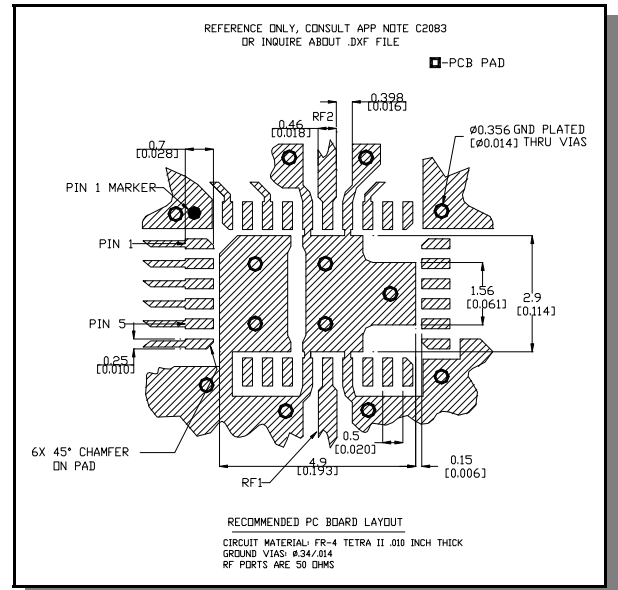 REFERENCE ONLY, CONSULT APP NOTE C2083
OR INQUIRE ABOUT .DXF FILE
-PCB PAD
0.398
[0.016]
RF2
0.46
[0.018]
Ø0.356 GND PLATED
[Ø0.014] THRU VIAS
0.7
[0.028]
PIN 1 MARKER
PIN 1
1.56
[0.061]
2.9
[0.114]
PIN 5
0.25
[0.010]
6X 45° CHAMFER
ON PAD
0.5
[0.020]
4.9
[0.193]
0.15
[0.006]
RF1
RECOMMENDED PC BOARD LAYOUT
CIRCUIT MATERIAL: FR-4 TETRA II .010 INCH THICK
GROUND VIAS: Ø.34/.014
RF PORTS ARE 50 OHMS